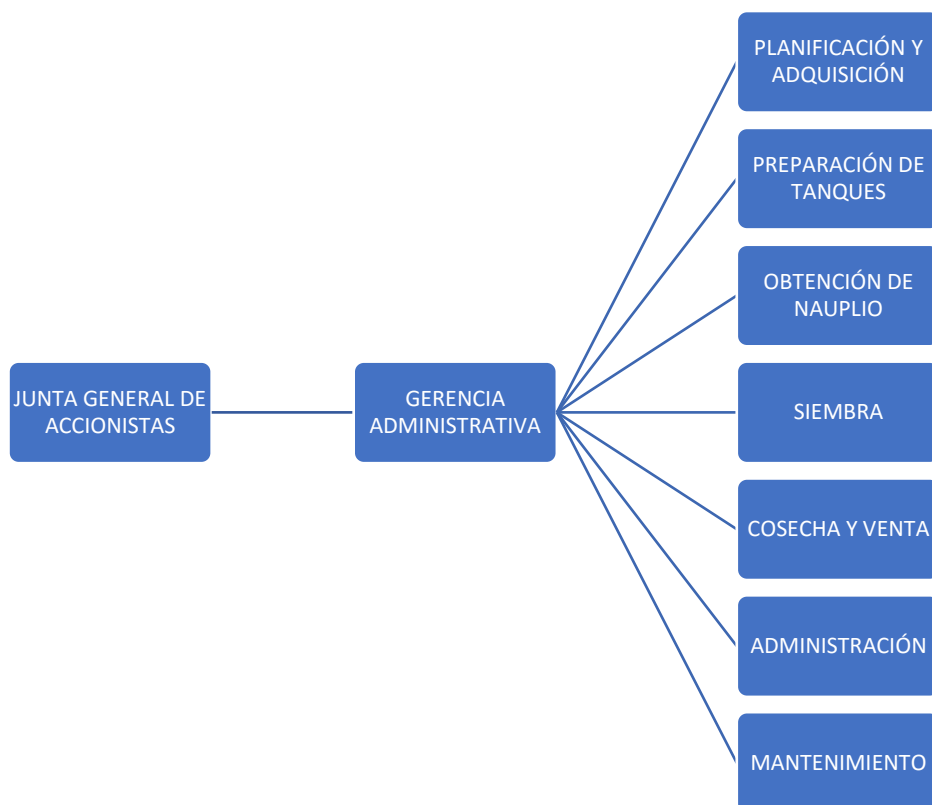 PLANIFICACIÓN Y
ADQUISICIÓN
PREPARACIÓN DE
TANQUES
OBTENCIÓN DE
NAUPLIO
JUNTA GENERAL DE
ACCIONISTAS
GERENCIA
ADMINISTRATIVA
SIEMBRA
COSECHA Y VENTA
ADMINISTRACIÓN
MANTENIMIENTO